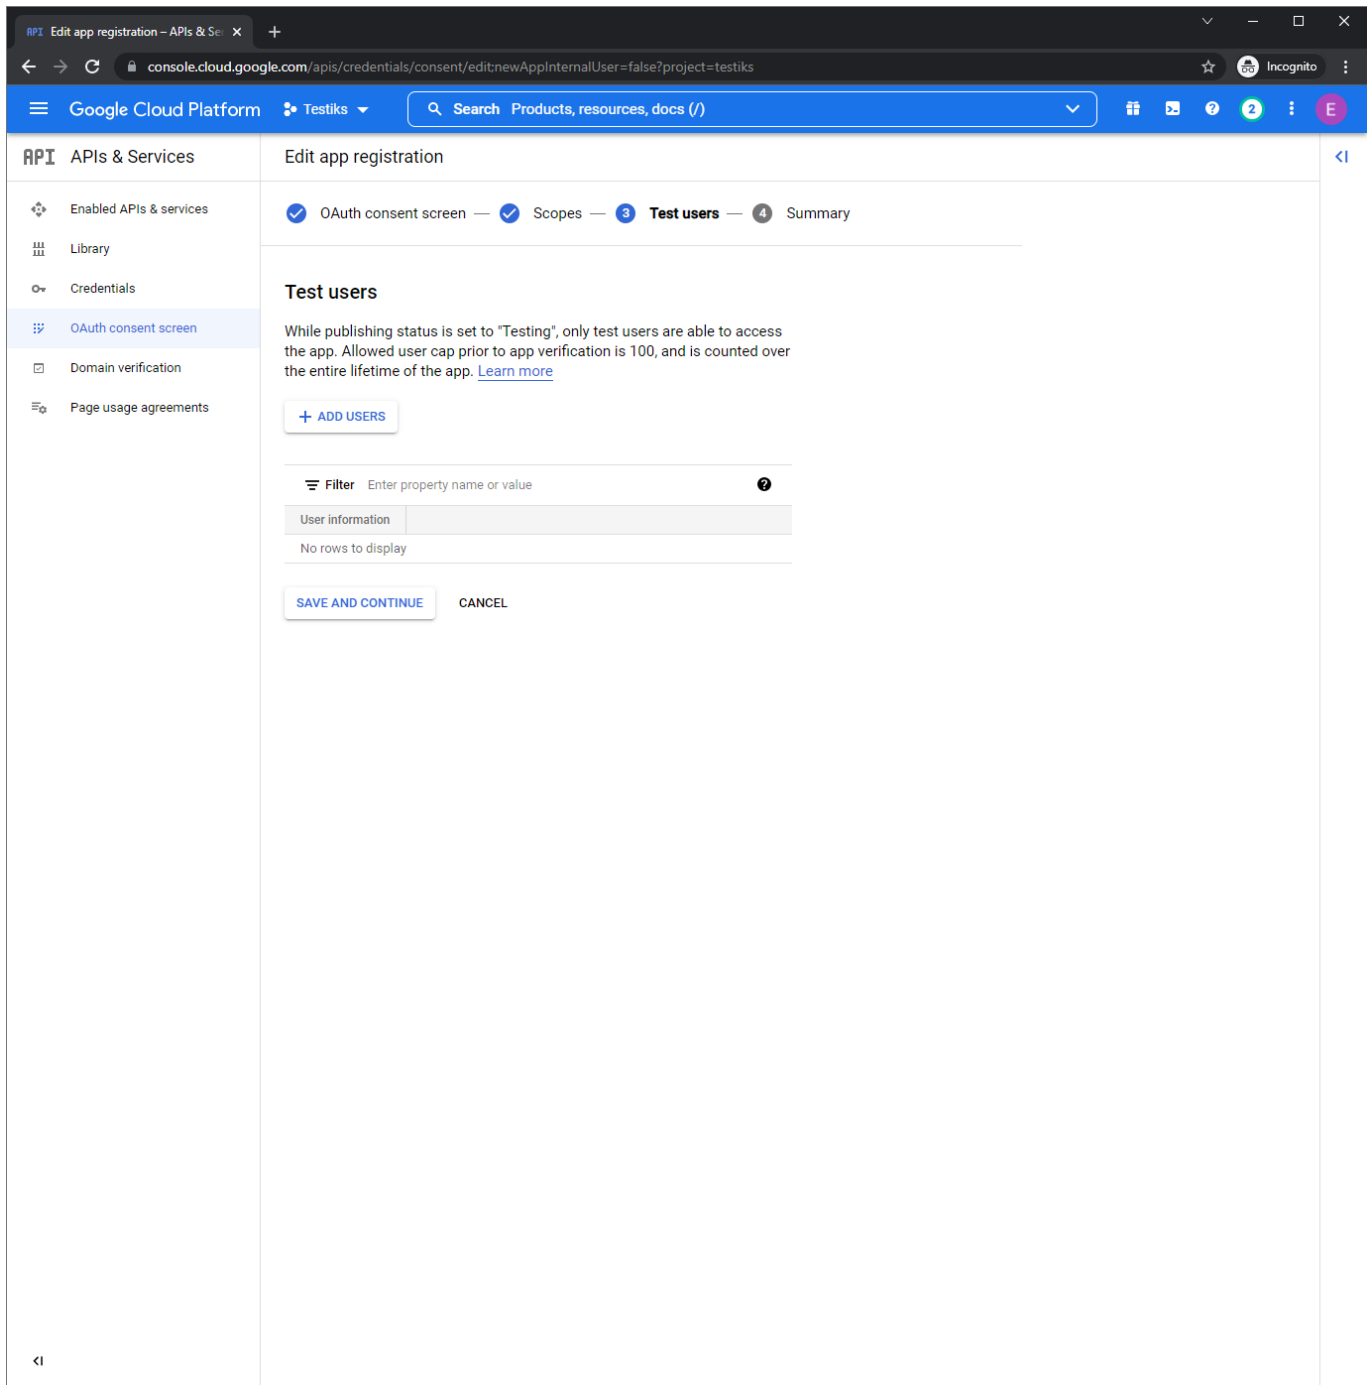 API Edit app registration – APIs & Se
console.cloud.google.com/apis/credentials/consent/edit;newAppInternalUser=false?project=testiks
Incognito
Google Cloud Platform
Testiks
Search Products, resources, docs (/)
2
E
API APIs & Services
Edit app registration
Enabled APIs & services
Library
Credentials
OAuth consent screen
Domain verification
Page usage agreements
OAuth consent screen — Scopes — 3 Test users — 4 Summary
Test users
While publishing status is set to "Testing", only test users are able to access
the app. Allowed user cap prior to app verification is 100, and is counted over
the entire lifetime of the app. Learn more
+ ADD USERS
Filter Enter property name or value
User information
No rows to display
SAVE AND CONTINUE
CANCEL